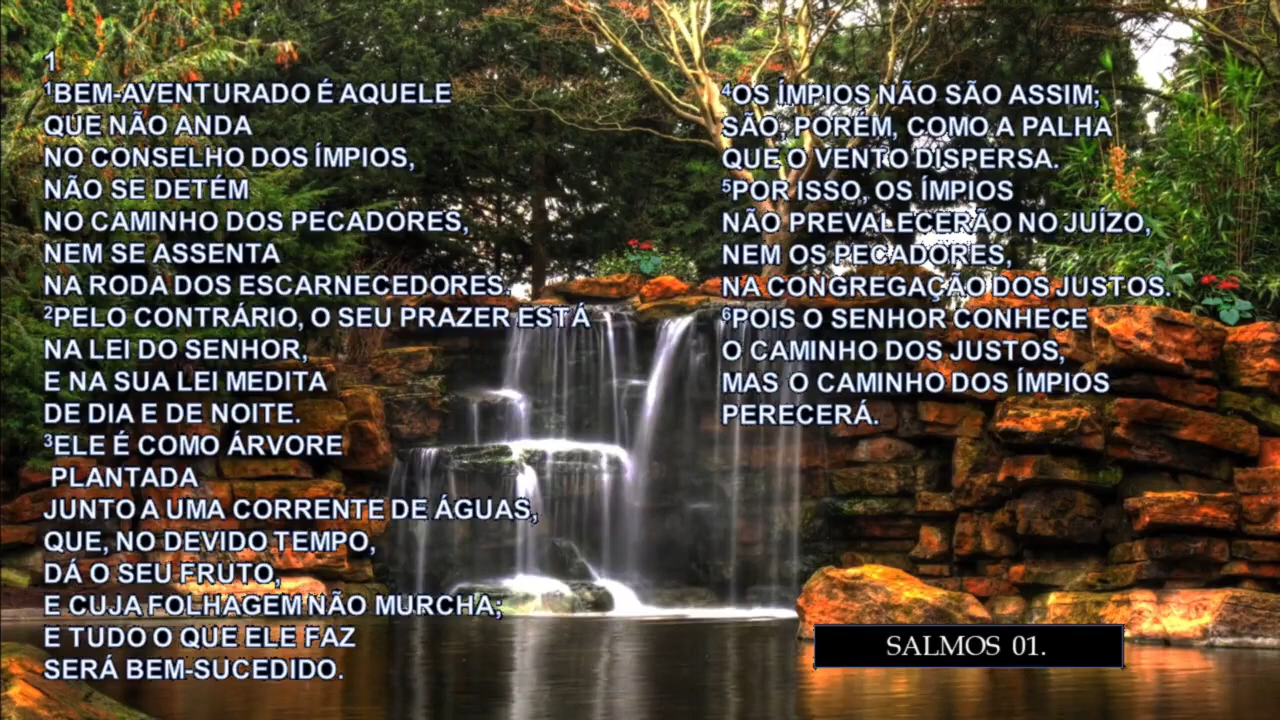 1
¹BEM-AVENTURADO É AQUELE
QUE NÃO ANDA
NO CONSELHO DOS ÍMPIOS,
NÃO SE DETÉM
NO CAMINHO DOS PECADORES,
NEM SE ASSENTA
NA RODA DOS ESCARNECEDORES.
²PELO CONTRÁRIO, O SEU PRAZER ESTÁ
NA LEI DO SENHOR,
E NA SUA LEI MEDITA
DE DIA E DE NOITE.
³ELE É COMO ÁRVORE
PLANTADA
JUNTO A UMA CORRENTE DE ÁGUAS,
QUE, NO DEVIDO TEMPO,
DÁ O SEU FRUTO,
E CUJA FOLHAGEM NÃO MURCHA;
E TUDO O QUE ELE FAZ
SERÁ BEM-SUCEDIDO.
⁴OS ÍMPIOS NÃO SÃO ASSIM;
SÃO, PORÉM, COMO A PALHA
QUE O VENTO DISPERSA.
⁵POR ISSO, OS ÍMPIOS
NÃO PREVALECERÃO NO JUÍZO,
NEM OS PECADORES,
NA CONGREGAÇÃO DOS JUSTOS.
⁶POIS O SENHOR CONHECE
O CAMINHO DOS JUSTOS,
MAS O CAMINHO DOS ÍMPIOS
PERECERÁ.
SALMOS 01.